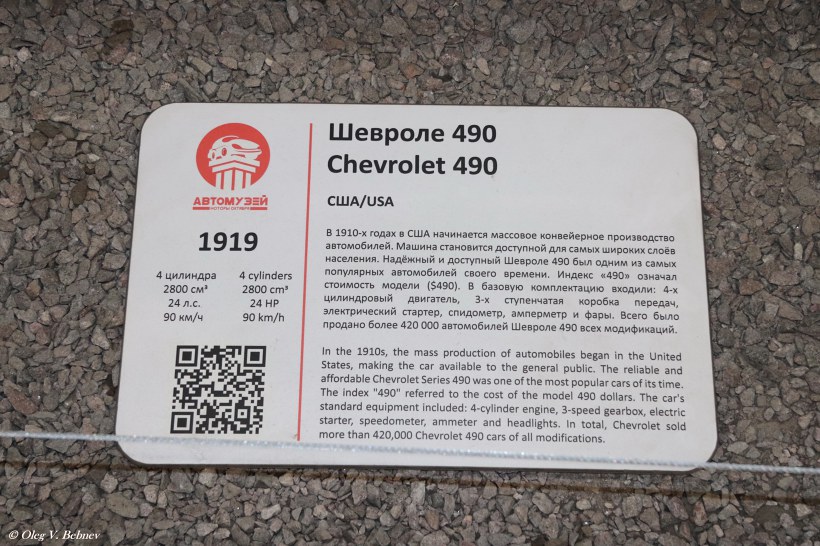 Шевроле 490
Chevrolet 490
США/USA
АВТОМУЗЕЙ
МОТОРЫ ОКТЯБРЯ
1919
4 цилиндра 4 cylinders
2800 см³ 2800 cm³
24 л.с. 24 HP
90 км/ч 90 km/h
В 1910-х годах в США начинается массовое конвейерное производство
автомобилей. Машина становится доступной для самых широких слоёв
населения. Надёжный и доступный Шевроле 490 был одним из самых
популярных автомобилей своего времени. Индекс «490» означал
стоимость модели ($490). В базовую комплектацию входили: 4-х
цилиндровый двигатель, 3-х ступенчатая коробка передач,
электрический стартер, спидометр, амперметр и фары. Всего было
продано более 420 000 автомобилей Шевроле 490 всех модификаций.
In the 1910s, the mass production of automobiles began in the United
States, making the car available to the general public. The reliable and
affordable Chevrolet Series 490 was one of the most popular cars of its time.
The index "490" referred to the cost of the model 490 dollars. The car's
standard equipment included: 4-cylinder engine, 3-speed gearbox, electric
starter, speedometer, ammeter and headlights. In total, Chevrolet sold
more than 420,000 Chevrolet 490 cars of all modifications.
© Oleg V. Bebnev